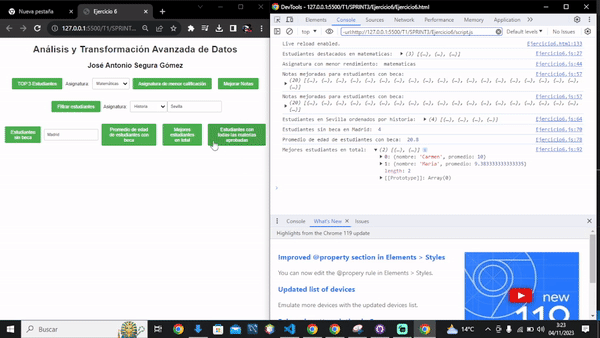 Nueva pestaña
Ejercicio 6
127.0.0.1:5500/T1/SPRINT3/Ejercicio6/Ejer
Análisis y Transformación Avanzada de Datos
José Antonio Segura Gómez
TOP 3 Estudiantes
Asignatura
Matemáticas
Asignatura de menor calificación
Mejorar Notas
Filtrar estudiantes
Asignatura:
Historia
Sevilla
Estudiantes sin beca
Madrid
Promedio de edad de estudiantes con beca
Mejores estudiantes en total
Estudiantes con todas las materias aprobadas
DevTools - 127.0.0.1:5500/T1/SPRINT3/Ejercicio6/Ejercicio6.html
Elements
Console
Sources
Network
Performance
Memory
Application
Security
top
-url:http://127.0.0.1:5500/T1/SPRINT3/Ejercicio6/script.js
Default levels
Live reload enabled.
Ejercicio6.html:133
Estudiantes destacados en matemáticas: (3) [{…}, {…}, {…}]
Ejercicio6.js:27
Asignatura con menor rendimiento: matematicas
Ejercicio6.js:44
Notas mejoradas para estudiantes con beca:
Ejercicio6.js:57
(20) [{…}, {…}, {…}, {…}, {…}, {…}, {…}, {…}, {…}, {…}, {…}, {…}, {…}, {…}, {…}, {…}, {…}, {…}, {…}, {…}]
Notas mejoradas para estudiantes con beca:
Ejercicio6.js:57
(20) [{…}, {…}, {…}, {…}, {…}, {…}, {…}, {…}, {…}, {…}, {…}, {…}, {…}, {…}, {…}, {…}, {…}, {…}, {…}, {…}]
Estudiantes en Sevilla ordenados por historia: (4) [{…}, {…}, {…}, {…}]
Ejercicio6.js:64
Estudiantes sin beca en Madrid: 4
Ejercicio6.js:70
Promedio de edad de estudiantes con beca: 20.8
Ejercicio6.js:78
Mejores estudiantes en total: (2) [{…}, {…}]
Ejercicio6.js:92
0: {nombre: 'Carmen', promedio: 10}
1: {nombre: 'María', promedio: 9.383333333333333}
length: 2
[[Prototype]]: Array(0)
Console
What's New
Issues
Highlights from the Chrome 119 update
Improved @property section in Elements > Styles
You can now edit the @propery rule in Elements > Styles.
Updated list of devices
Emulate more devices with the updated devices list.
new
119
Buscar
14°C
3:23
04/11/2023